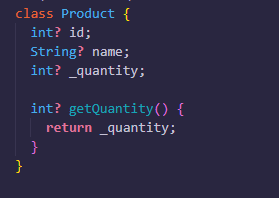 class Product {
  int? id;
  String? name;
  int? _quantity;

  int? getQuantity() {
    return _quantity;
  }
}